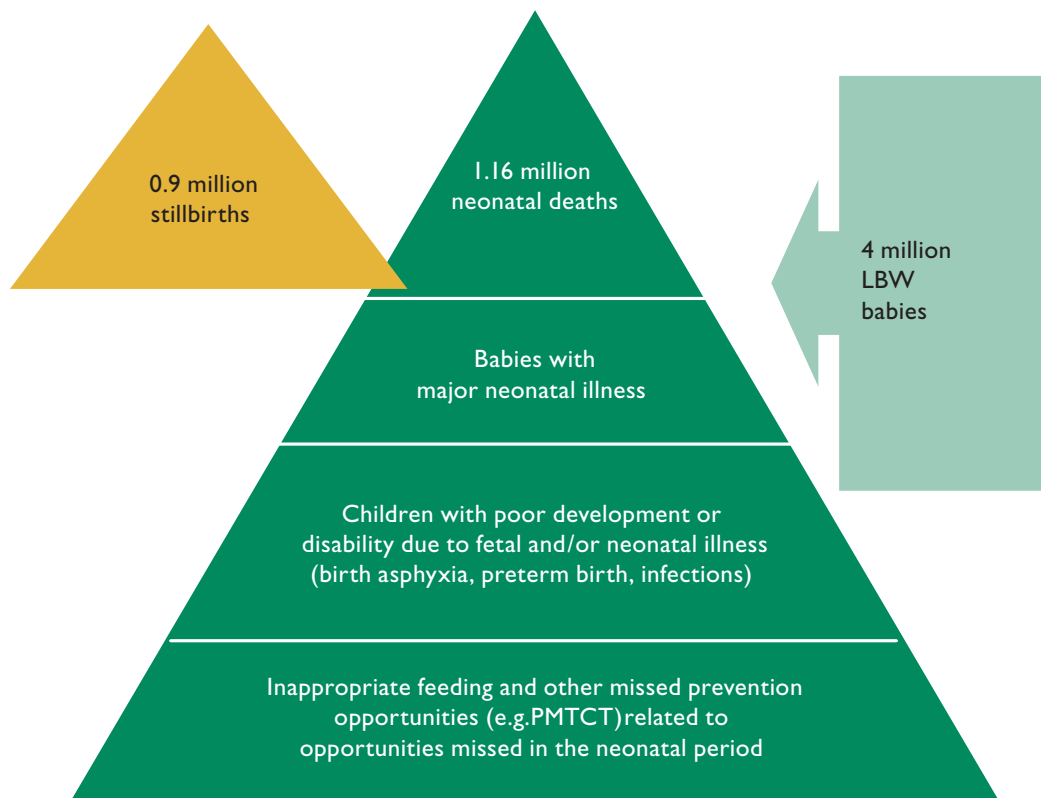 0.9 million
stillbirths
1.16 million
neonatal deaths
4 million
LBW
babies
Babies with
major neonatal illness
Children with poor development or
disability due to fetal and/or neonatal illness
(birth asphyxia, preterm birth, infections)
Inappropriate feeding and other missed prevention
opportunities (e.g.PMTCT)related to
opportunities missed in the neonatal period